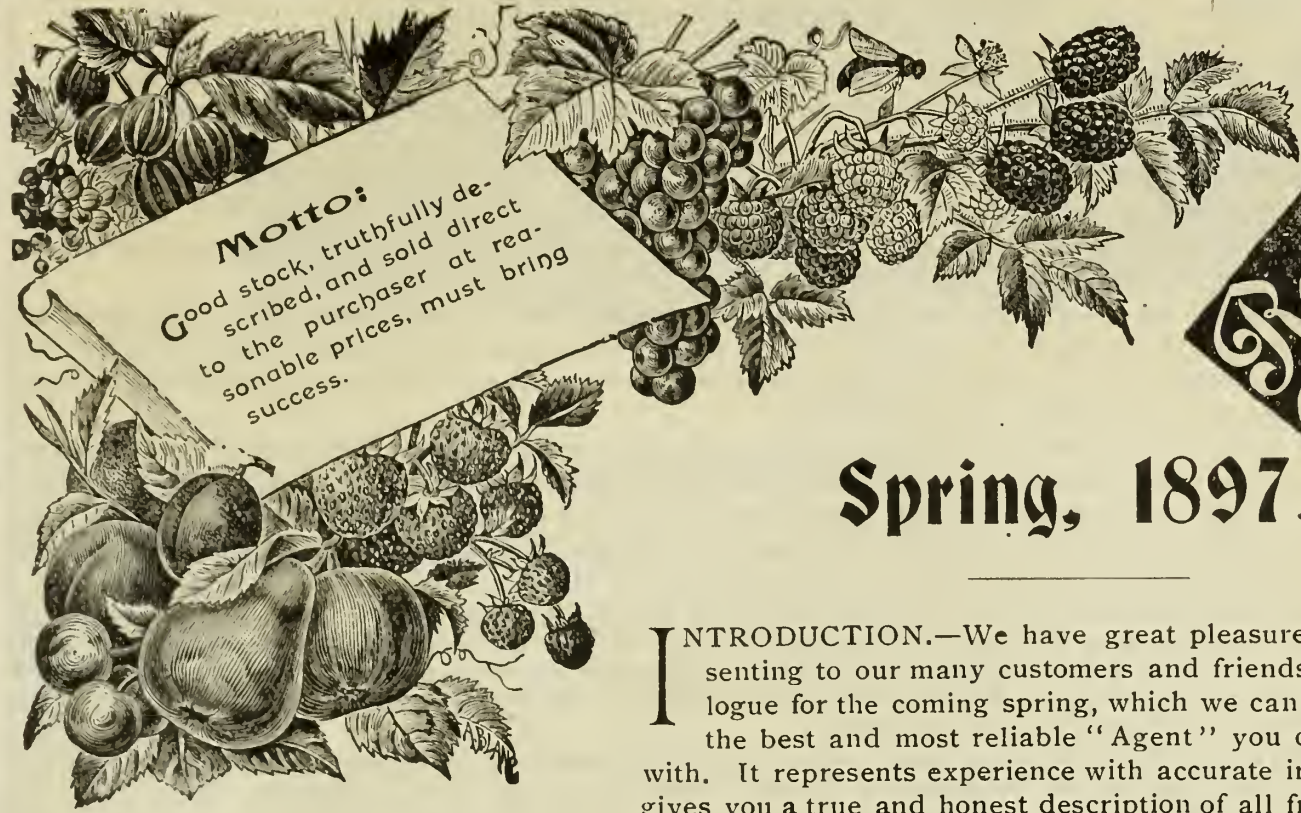 Motto:
Good stock, truthfully de-
scribed, and sold direct
to the purchaser at rea-
sonable prices, must bring
success.
Spring, 1897.
INTRODUCTION.—We have great pleasure
senting to our many customers and friends
logue for the coming spring, which we can
the best and most reliable "Agent" you
with. It represents experience with accurate
gives you a true and honest description of all
A.BLANC